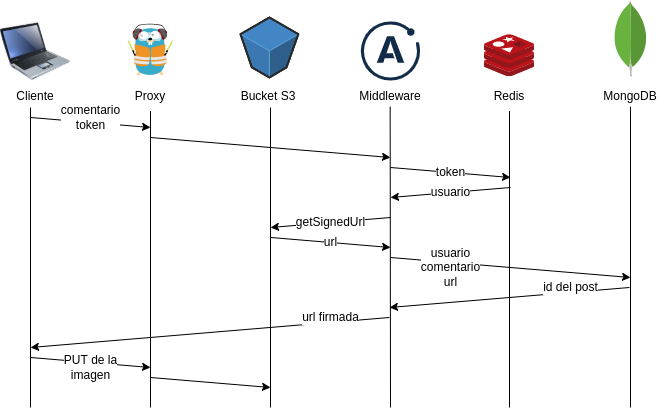 Cliente
Proxy
Bucket S3
Middleware
Redis
MongoDB
comentario
token
token
usuario
getSignedUrl
url
usuario
comentario
url
id del post
url firmada
PUT de la
imagen